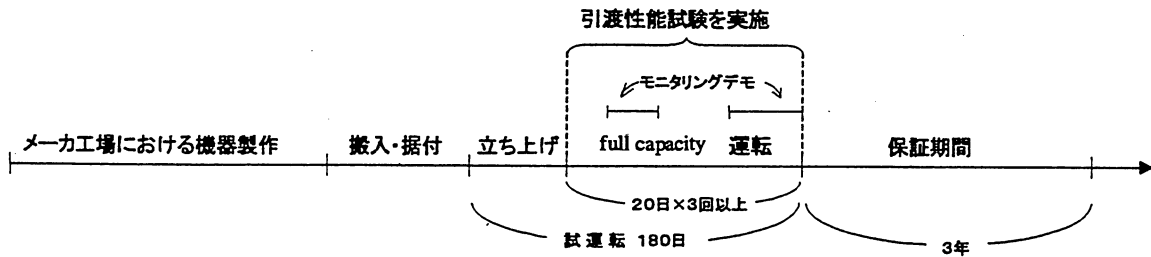 引渡性能試験を実施
モニタリングデモ
メーカ工場における機器製作
搬入・据付
立ち上げ
full capacity
運転
保証期間
20日×3回以上
試運転 180日
3年